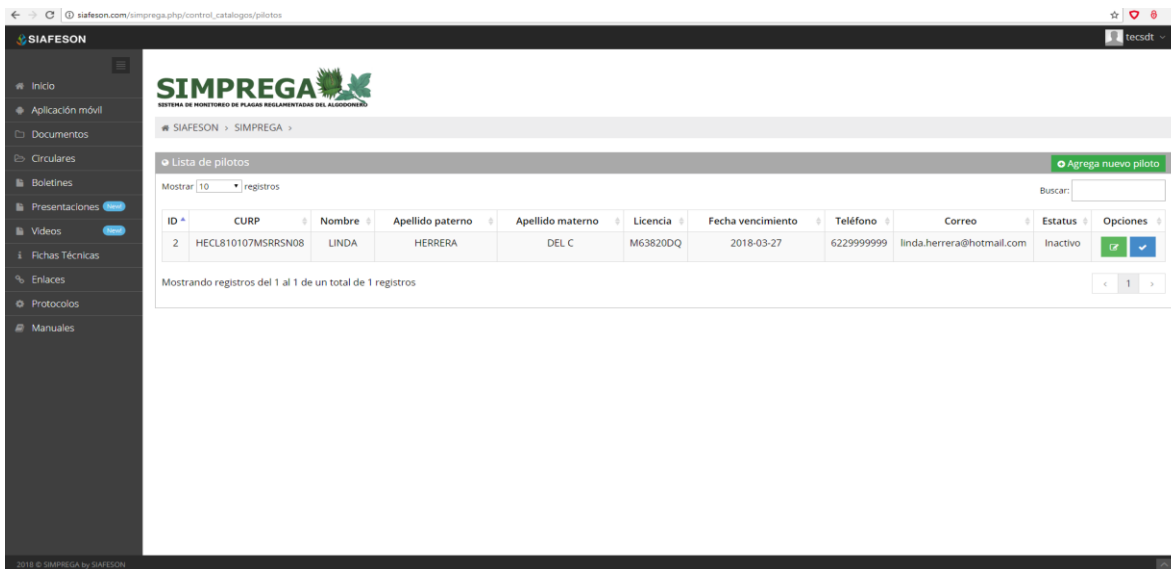 siafeson.com/simprega.php/control_catalogos/pilotos
SIAFESON
tecsdt
Inicio
Aplicación móvil
Documentos
Circulares
Boletines
Presentaciones New!
Videos New!
Fichas Técnicas
Enlaces
Protocolos
Manuales
SIMPREGA
SISTEMA DE MONITOREO DE PLAGAS REGLAMENTADAS DEL ALGODONERO
SIAFESON > SIMPREGA >
Lista de pilotos
Agrega nuevo piloto
Mostrar 10 registros
Buscar:
ID CURP Nombre Apellido paterno Apellido materno Licencia Fecha vencimiento Teléfono Correo Estatus Opciones
2 HECL810107MSRRSN08 LINDA HERRERA DEL C M63820DQ 2018-03-27 6229999999 linda.herrera@hotmail.com Inactivo
Mostrando registros del 1 al 1 de un total de 1 registros
< 1 >
2018 © SIMPREGA by SIAFESON